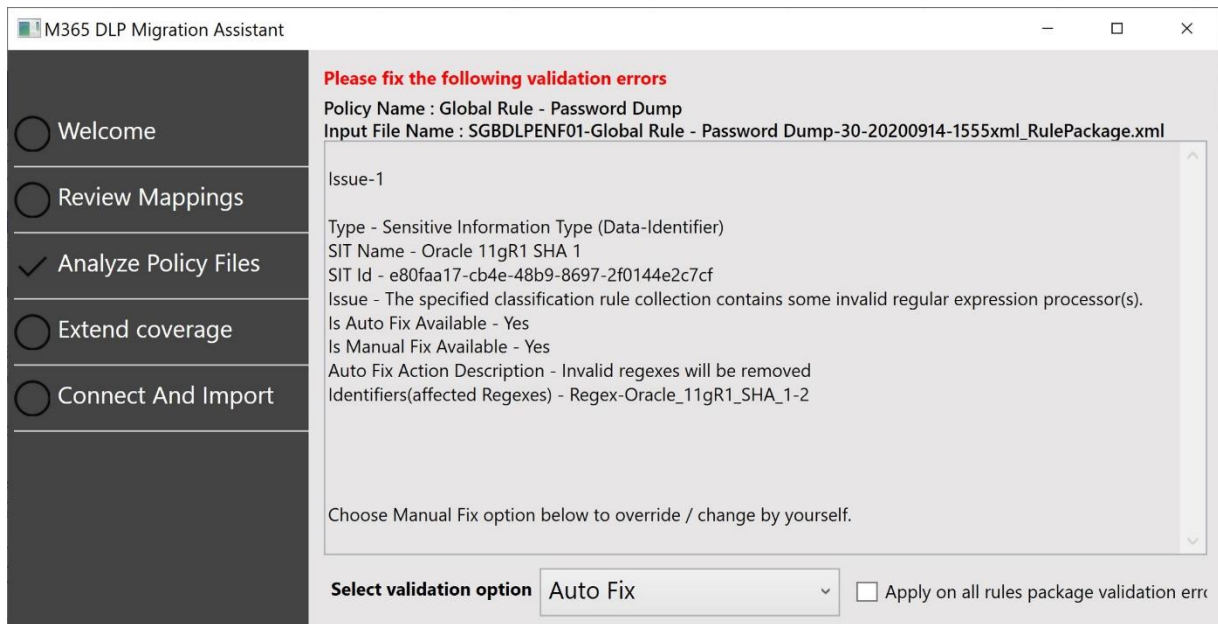 M365 DLP Migration Assistant
Welcome
Review Mappings
Analyze Policy Files
Extend coverage
Connect And Import
Please fix the following validation errors
Policy Name : Global Rule - Password Dump
Input File Name : SGBDLPENF01-Global Rule - Password Dump-30-20200914-1555xml_RulePackage.xml
Issue-1
Type - Sensitive Information Type (Data-Identifier)
SIT Name - Oracle 11gR1 SHA 1
SIT Id - e80faa17-cb4e-48b9-8697-2f0144e2c7cf
Issue - The specified classification rule collection contains some invalid regular expression processor(s).
Is Auto Fix Available - Yes
Is Manual Fix Available - Yes
Auto Fix Action Description - Invalid regexes will be removed
Identifiers(affected Regexes) - Regex-Oracle_11gR1_SHA_1-2
Choose Manual Fix option below to override / change by yourself.
Select validation option Auto Fix Apply on all rules package validation erro